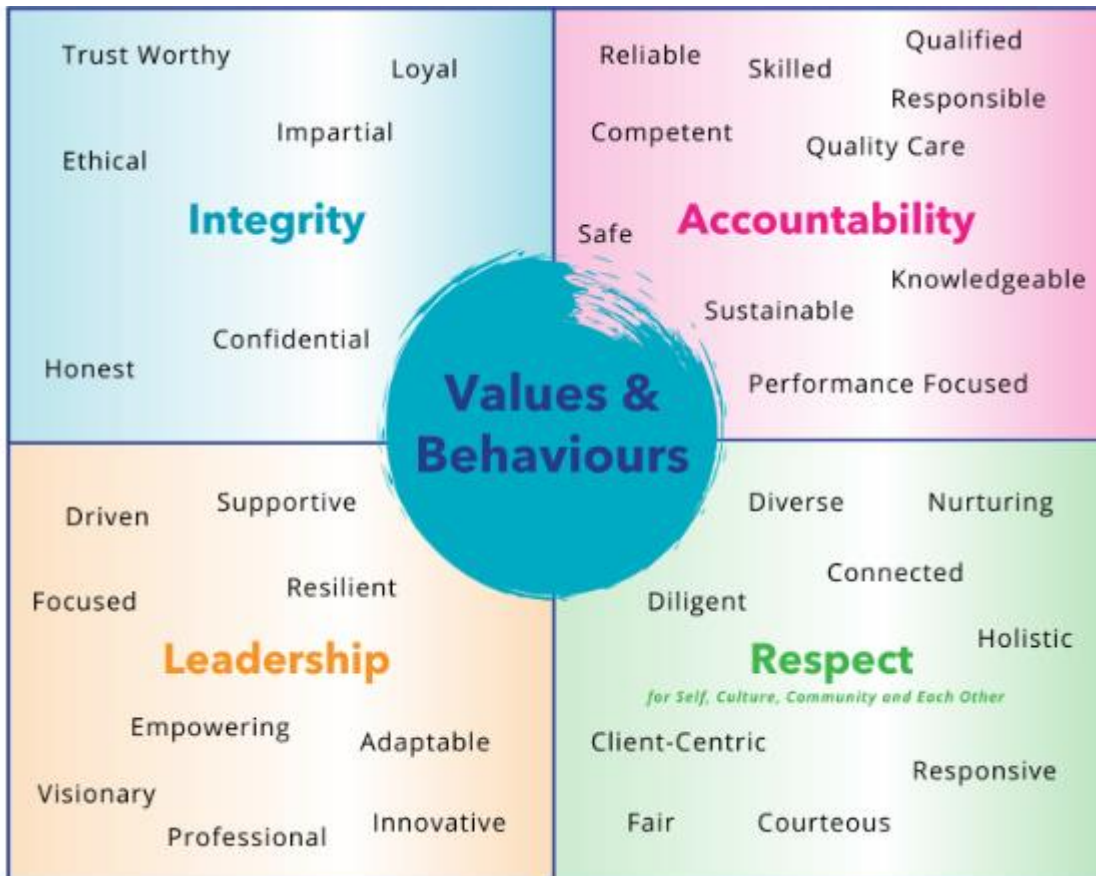 Trust Worthy
Loyal
Impartial
Ethical
Integrity
Confidential
Honest
Reliable
Skilled
Qualified
Responsible
Competent
Quality Care
Safe
Accountability
Knowledgeable
Sustainable
Performance Focused
Values &
Behaviours
Driven
Supportive
Focused
Resilient
Leadership
Empowering
Adaptable
Visionary
Professional
Innovative
Diverse
Nurturing
Connected
Diligent
Holistic
Respect
for Self, Culture, Community and Each Other
Client-Centric
Responsive
Fair
Courteous